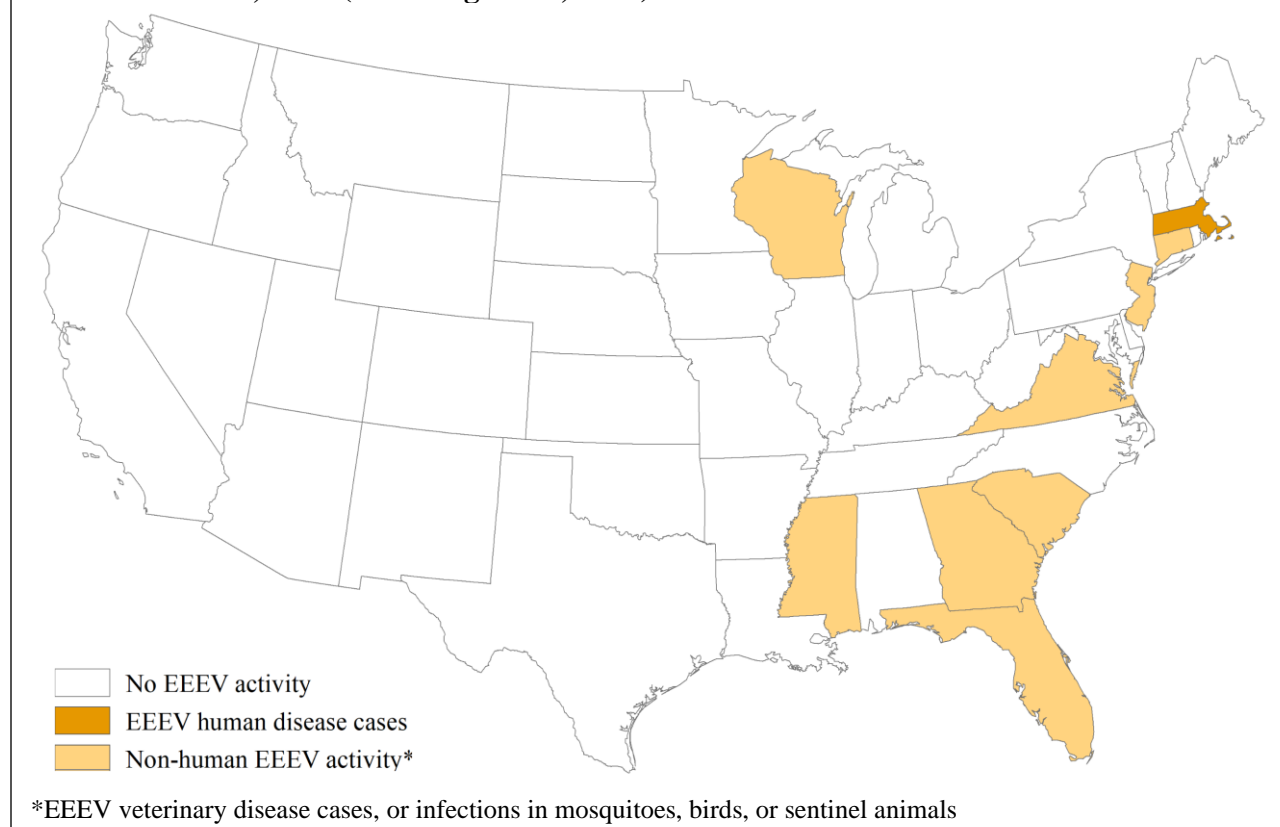 No EEEV activity
EEEV human disease cases
Non-human EEEV activity*
*EEEV veterinary disease cases, or infections in mosquitoes, birds, or sentinel animals